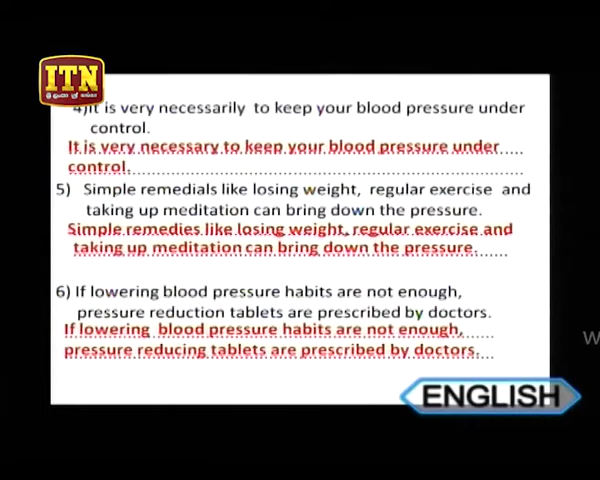 ITN
4)It is very necessarily to keep your blood pressure under
control.
It is very necessary to keep your blood pressure under.....
control.
5) Simple remedials like losing weight, regular exercise and
taking up meditation can bring down the pressure.
Simple remedies like losing weight, regular exercise and
taking up meditation can bring down the pressure.
6) If lowering blood pressure habits are not enough,
pressure reduction tablets are prescribed by doctors.
If lowering blood pressure habits are not enough,
pressure reducing tablets are prescribed by doctors.
ENGLISH
W